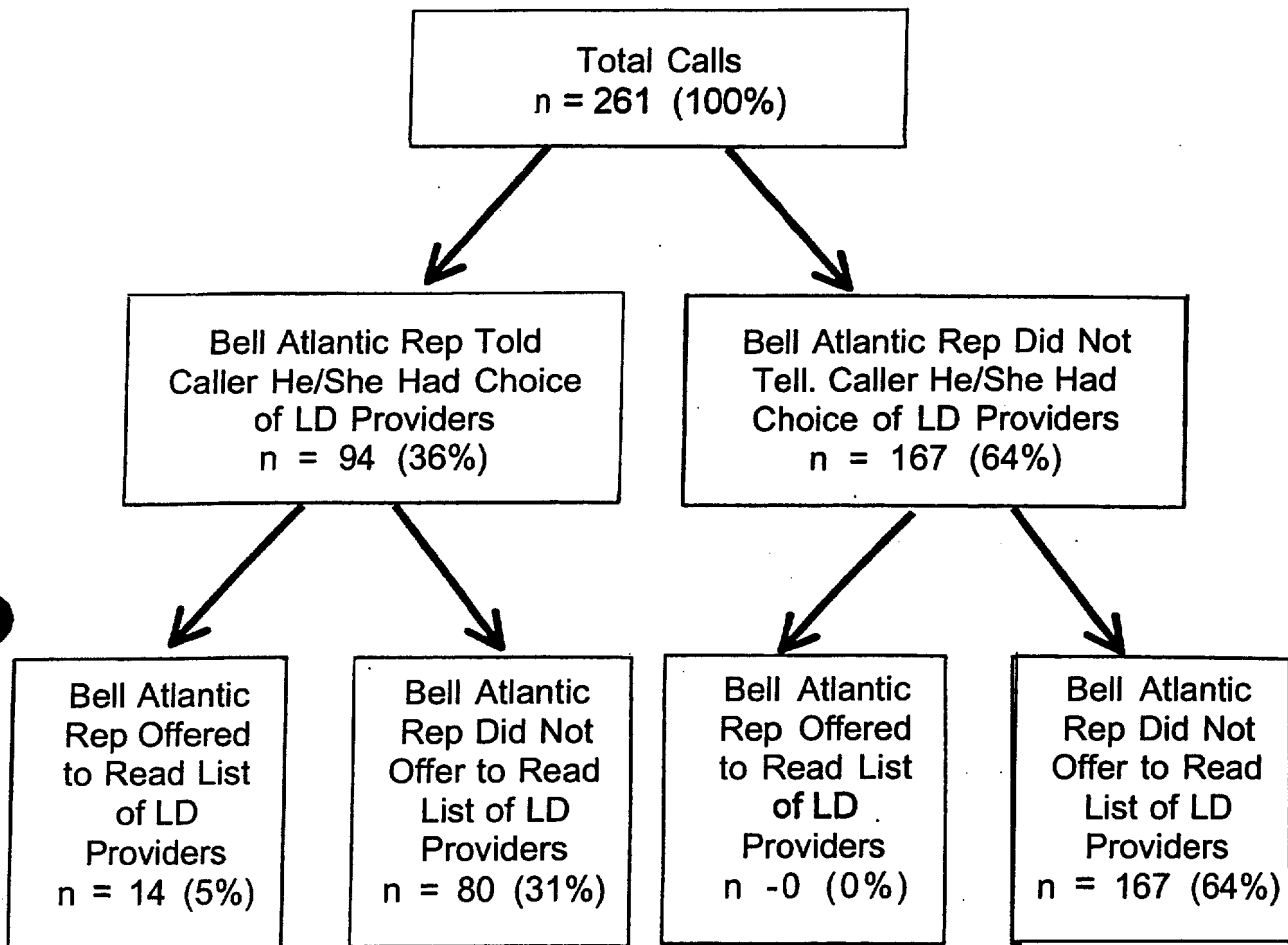 Total Calls
n = 261 (100%)
Bell Atlantic Rep Told
Caller He/She Had Choice
of LD Providers
n = 94 (36%)
Bell Atlantic Rep Did Not
Tell. Caller He/She Had
Choice of LD Providers
n = 167 (64%)
Bell Atlantic
Rep Offered
to Read List
of LD
Providers
n = 14 (5%)
Bell Atlantic
Rep Did Not
Offer to Read
List of LD
Providers
n = 80 (31%)
Bell Atlantic
Rep Offered
to Read List
of LD
Providers
n -0 (0%)
Bell Atlantic
Rep Did Not
Offer to Read
List of LD
Providers
n = 167 (64%)